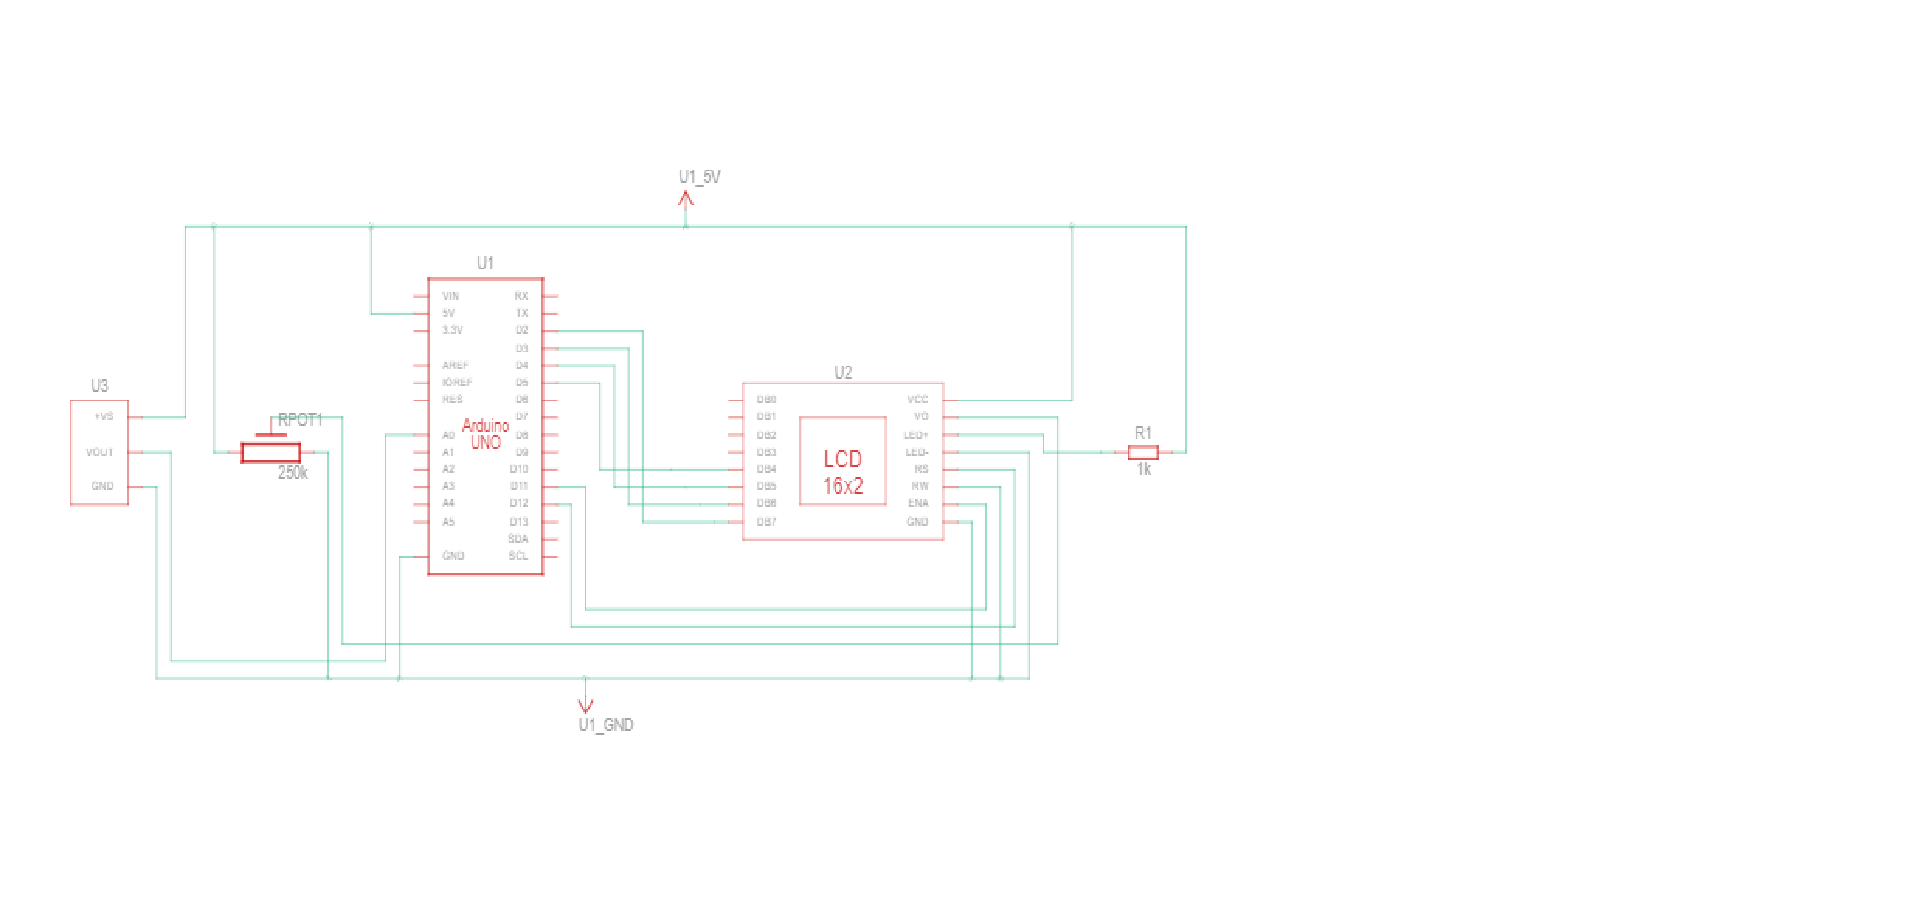 U1_5V
U1
VIN
5V
3.3V
AREF
IOREF
RES
A0
A1
A2
A3
A4
A5
GND
RX
TX
D2
D3
D4
D5
D6
D7
D8
D9
D10
D11
D12
D13
SDA
SCL
Arduino
UNO
U3
+VS
VOUT
GND
RPOT1
250k
U2
DB0
DB1
DB2
DB3
DB4
DB5
DB6
DB7
LCD
16x2
VCC
VO
LED+
LED-
RS
RW
ENA
GND
R1
1k
U1_GND